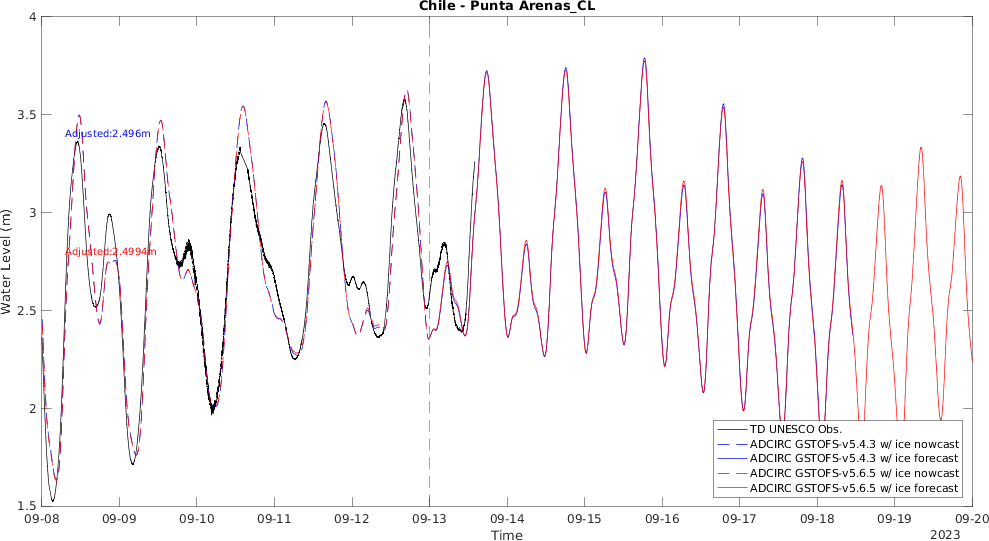 Chile - Punta Arenas_CL
4
3.5
3
2.5
2
1.5
Water Level (m)
Adjusted:2.496m
Adjusted:2.4994m
TD UNESCO Obs.
ADCIRC GSTOFS-v5.4.3 w/ ice nowcast
ADCIRC GSTOFS-v5.4.3 w/ ice forecast
ADCIRC GSTOFS-v5.6.5 w/ ice nowcast
ADCIRC GSTOFS-v5.6.5 w/ ice forecast
09-08 09-09 09-10 09-11 09-12 09-13 09-14 09-15 09-16 09-17 09-18 09-19 09-20
Time
2023